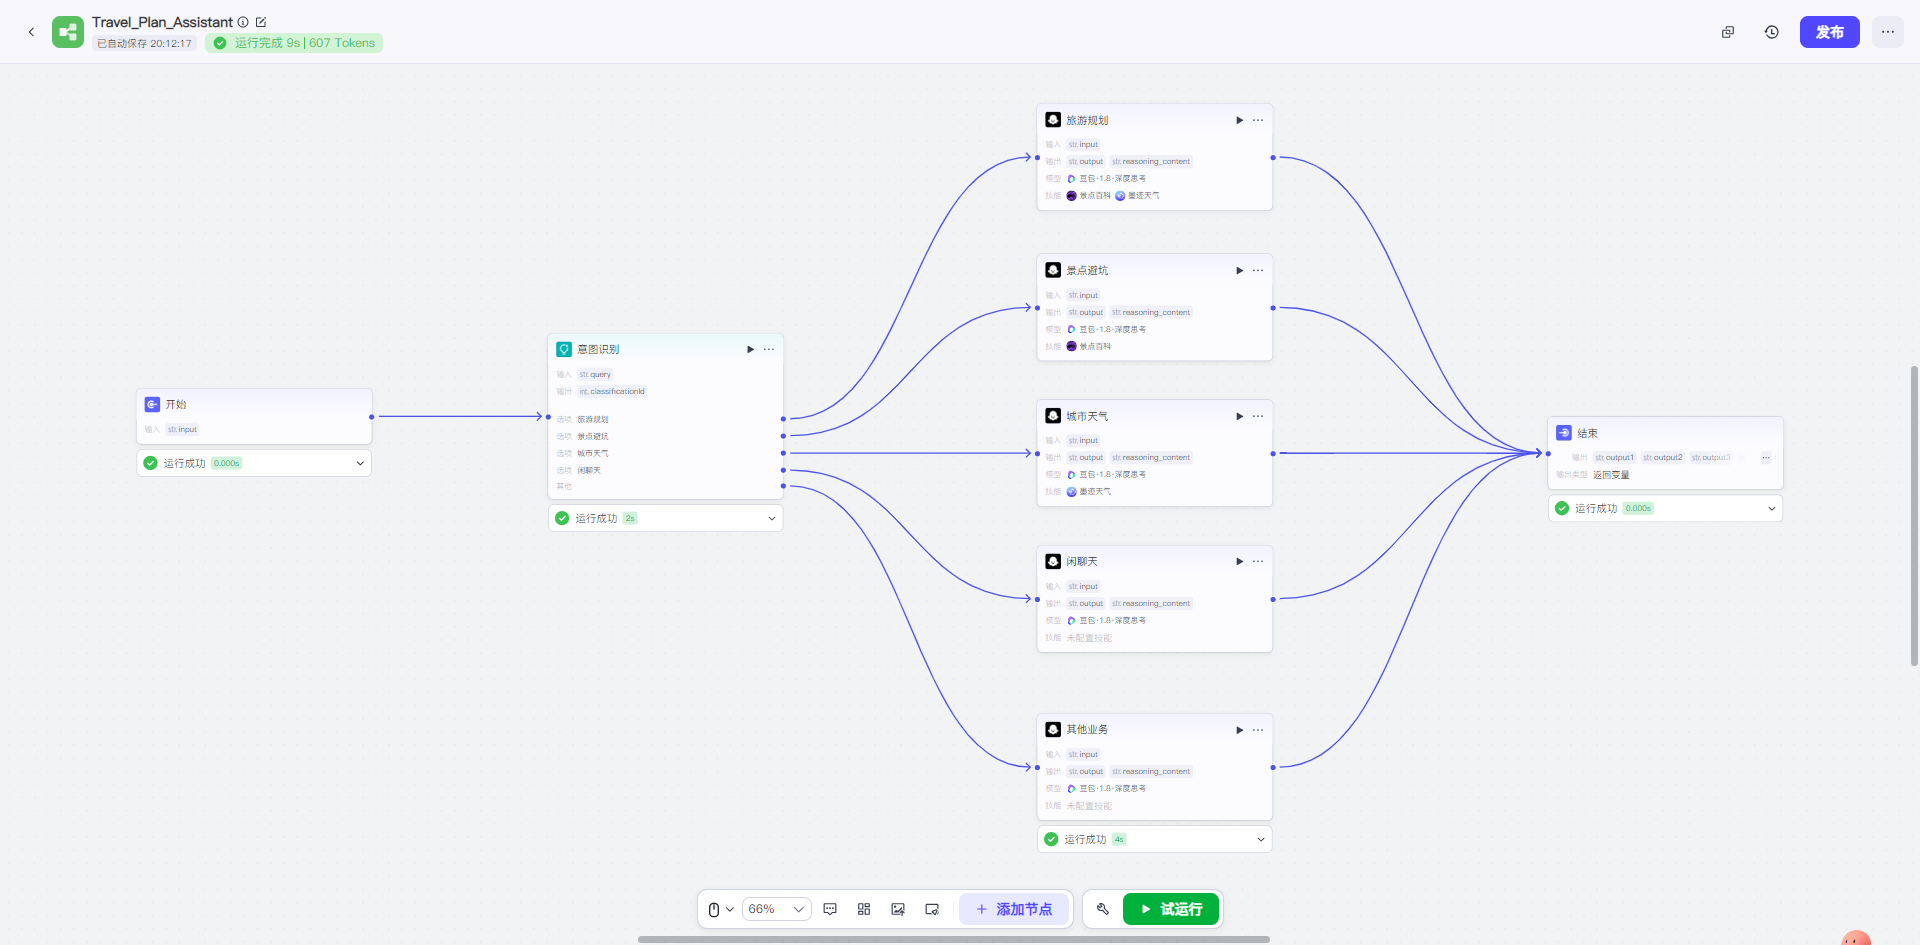 Travel_Plan_Assistant
已自动保存 20:12:17
运行完成 9s | 607 Tokens
发布
开始
输入 str. input
运行成功 0.000s
意图识别
输入 str. query
输出 int. classificationId
选项 旅游规划
选项 景点避坑
选项 城市天气
选项 闲聊天
其他
运行成功 2s
旅游规划
输入 str. input
输出 str. output str. reasoning_content
模型 豆包·1.8·深度思考
技能 景点百科 墨迹天气
景点避坑
输入 str. input
输出 str. output str. reasoning_content
模型 豆包·1.8·深度思考
技能 景点百科
城市天气
输入 str. input
输出 str. output str. reasoning_content
模型 豆包·1.8·深度思考
技能 墨迹天气
闲聊天
输入 str. input
输出 str. output str. reasoning_content
模型 豆包·1.8·深度思考
技能 未配置技能
其他业务
输入 str. input
输出 str. output str. reasoning_content
模型 豆包·1.8·深度思考
技能 未配置技能
运行成功 4s
结束
输出 str. output1 str. output2 str. output3
输出类型 返回变量
运行成功 0.000s
66%
添加节点
试运行